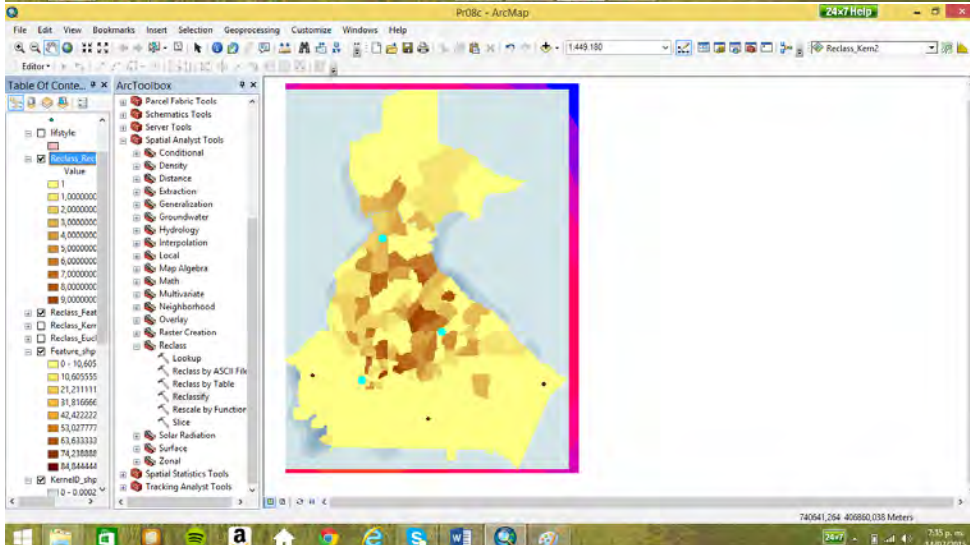 Pr08c - ArcMap
24x7 Help
File Edit View Bookmarks Insert Selection Geoprocessing Customize Windows Help
1:449.180
Reclass_Kern2
Editor
Table Of Conte...
ArcToolbox
lifstyle
Reclass_Recl
Value
1
1,0000000
2,0000000
3,0000000
4,0000000
5,0000000
6,0000000
7,0000000
8,0000000
9,0000000
Reclass_Feat
Reclass_Kern
Reclass_Eucl
Feature_shp
0 - 10,605
10,605555
21,211111
31,816666
42,422222
53,027777
63,633333
74,238888
84,844444
KernelD_shp
0 - 0.0002
Parcel Fabric Tools
Schematics Tools
Server Tools
Spatial Analyst Tools
Conditional
Density
Distance
Extraction
Generalization
Groundwater
Hydrology
Interpolation
Local
Map Algebra
Math
Multivariate
Neighborhood
Overlay
Raster Creation
Reclass
Lookup
Reclass by ASCII File
Reclass by Table
Reclassify
Rescale by Function
Slice
Solar Radiation
Surface
Zonal
Spatial Statistics Tools
Tracking Analyst Tools
740641,264 406860,038 Meters
24x7
7:35 p. m.